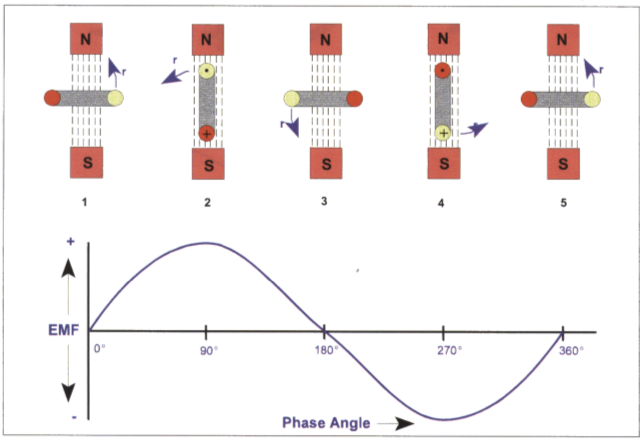 N N N N N
r r r r
S S S S S
1 2 3 4 5
+
EMF
0° 90° 180° 270° 360°
-
Phase Angle